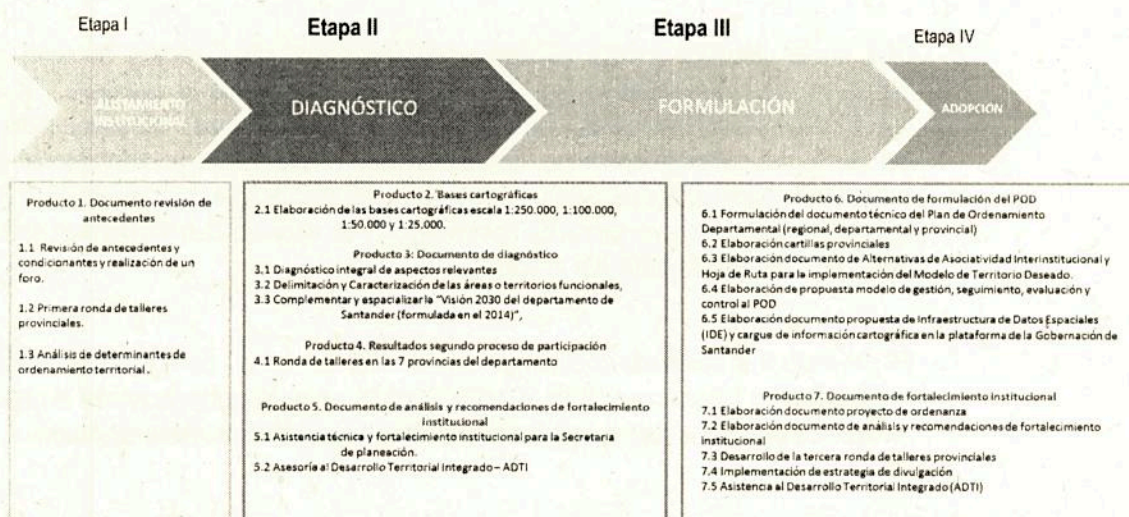 Etapa I
Etapa II
Etapa III
Etapa IV
ALISTAMIENTO
INSTITUCIONAL
DIAGNÓSTICO
FORMULACIÓN
ADOPCIÓN
Producto 1. Documento revisión de
antecedentes
1.1 Revisión de antecedentes y
condicionantes y realización de un
foro.
1.2 Primera ronda de talleres
provinciales.
1.3 Análisis de determinantes de
ordenamiento territorial.
Producto 2. Bases cartográficas
2.1 Elaboración de las bases cartográficas escala 1:250.000, 1:100.000,
1:50.000 y 1:25.000.
Producto 3: Documento de diagnóstico
3.1 Diagnóstico integral de aspectos relevantes
3.2 Delimitación y Caracterización de las áreas o territorios funcionales,
3.3 Complementar y espacializar la "Visión 2030 del departamento de
Santander (formulada en el 2014)",
Producto 4. Resultados segundo proceso de participación
4.1 Ronda de talleres en las 7 provincias del departamento
Producto 5. Documento de análisis y recomendaciones de fortalecimiento
institucional
5.1 Asistencia técnica y fortalecimiento institucional para la Secretaria
de planeación.
5.2 Asesoría al Desarrollo Territorial Integrado – ADTI
Producto 6. Documento de formulación del POD
6.1 Formulación del documento técnico del Plan de Ordenamiento
Departamental (regional, departamental y provincial)
6.2 Elaboración cartillas provinciales
6.3 Elaboración documento de Alternativas de Asociatividad Interinstitucional y
Hoja de Ruta para la implementación del Modelo de Territorio Deseado.
6.4 Elaboración de propuesta modelo de gestión, seguimiento, evaluación y
control al POD
6.5 Elaboración documento propuesta de Infraestructura de Datos Espaciales
(IDE) y cargue de información cartográfica en la plataforma de la Gobernación de
Santander
Producto 7. Documento de fortalecimiento institucional
7.1 Elaboración documento proyecto de ordenanza
7.2 Elaboración documento de análisis y recomendaciones de fortalecimiento
institucional
7.3 Desarrollo de la tercera ronda de talleres provinciales
7.4 Implementación de estrategia de divulgación
7.5 Asistencia al Desarrollo Territorial Integrado (ADTI)